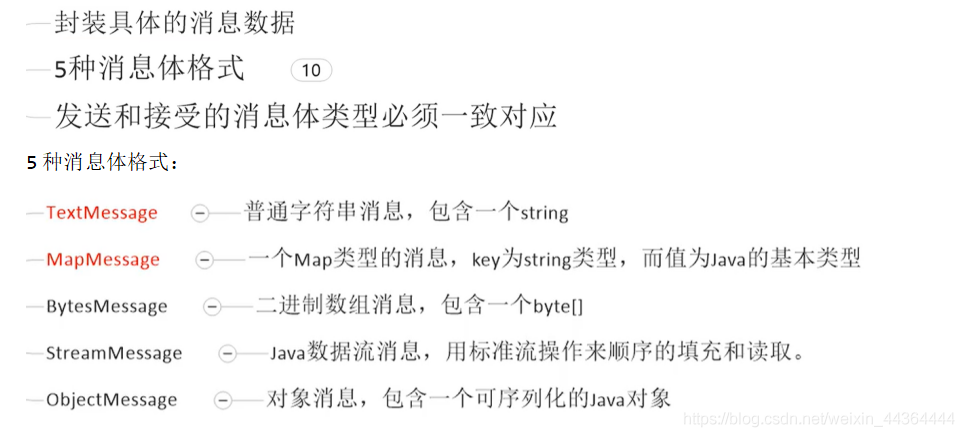 封装具体的消息数据
5种消息体格式 10
发送和接受的消息体类型必须一致对应
5 种消息体格式：
TextMessage 普通字符串消息，包含一个string
MapMessage 一个Map类型的消息，key为string类型，而值为Java的基本类型
BytesMessage 二进制数组消息，包含一个byte[]
StreamMessage Java数据流消息，用标准流操作来顺序的填充和读取。
ObjectMessage 对象消息，包含一个可序列化的Java对象
https://blog.csdn.net/weixin_44364444